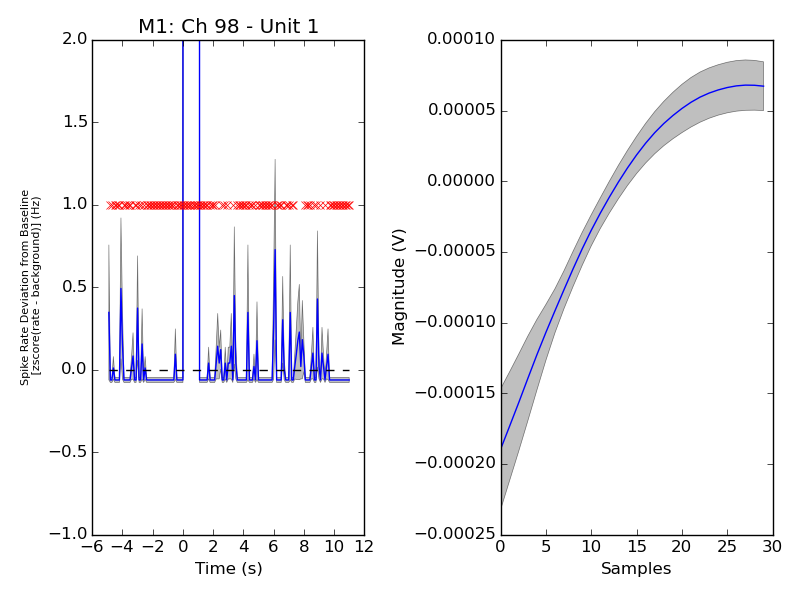 M1: Ch 98 - Unit 1
2.0
1.5
1.0
0.5
0.0
−0.5
−1.0
Spike Rate Deviation from Baseline
[zscore(rate - background)] (Hz)
−6 −4 −2 0 2 4 6 8 10 12
Time (s)
0.00010
0.00005
0.00000
−0.00005
−0.00010
−0.00015
−0.00020
−0.00025
Magnitude (V)
0 5 10 15 20 25 30
Samples